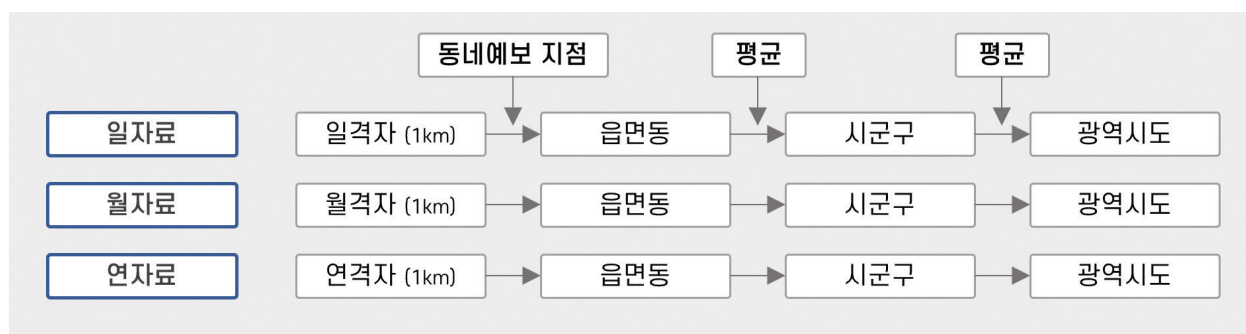 동네예보 지점 평균 평균
일자료 일격자 (1km) 읍면동 시군구 광역시도
월자료 월격자 (1km) 읍면동 시군구 광역시도
연자료 연격자 (1km) 읍면동 시군구 광역시도